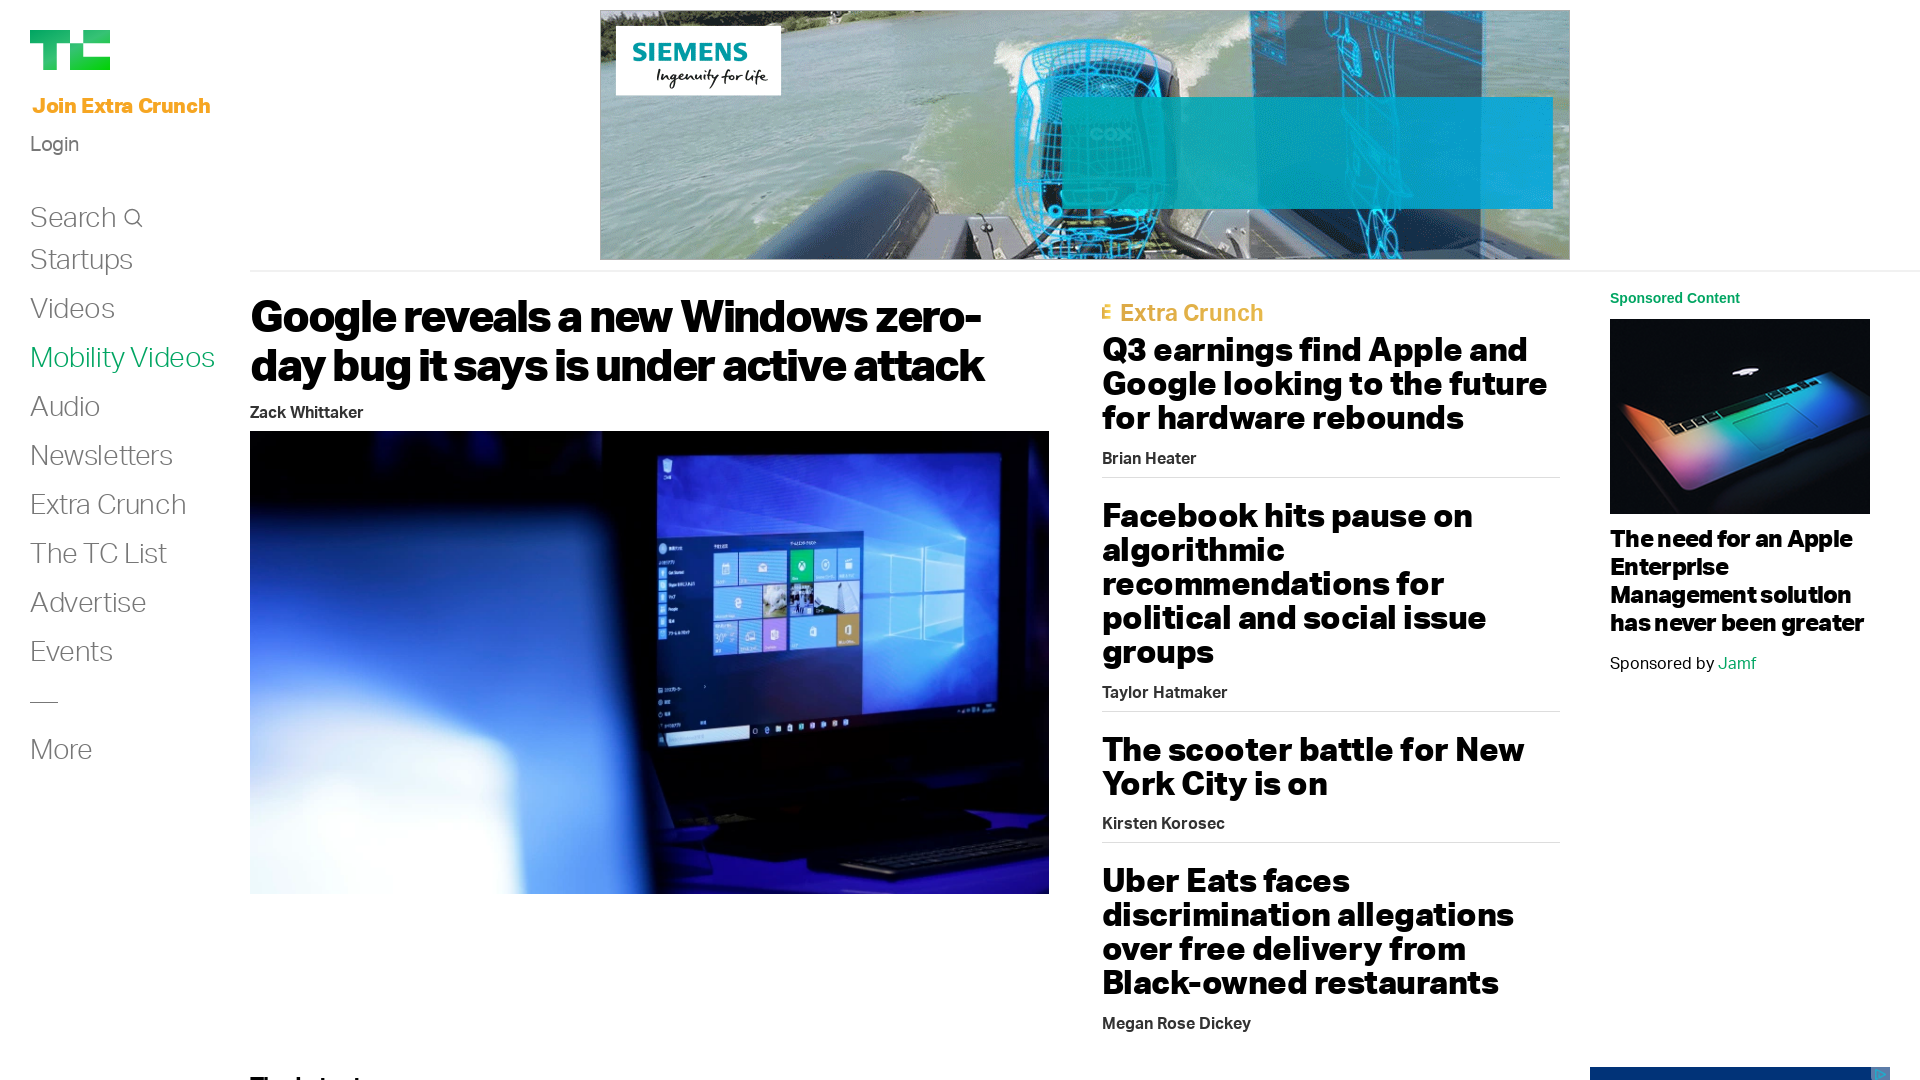 TC
Join Extra Crunch
Login
Search
Startups
Videos
Mobility Videos
Audio
Newsletters
Extra Crunch
The TC List
Advertise
Events
More
SIEMENS
Ingenuity for life
cox
Google reveals a new Windows zero-
day bug it says is under active attack
Zack Whittaker
Extra Crunch
Q3 earnings find Apple and
Google looking to the future
for hardware rebounds
Brian Heater
Facebook hits pause on
algorithmic
recommendations for
political and social issue
groups
Taylor Hatmaker
The scooter battle for New
York City is on
Kirsten Korosec
Uber Eats faces
discrimination allegations
over free delivery from
Black-owned restaurants
Megan Rose Dickey
Sponsored Content
The need for an Apple
Enterprise
Management solution
has never been greater
Sponsored by Jamf